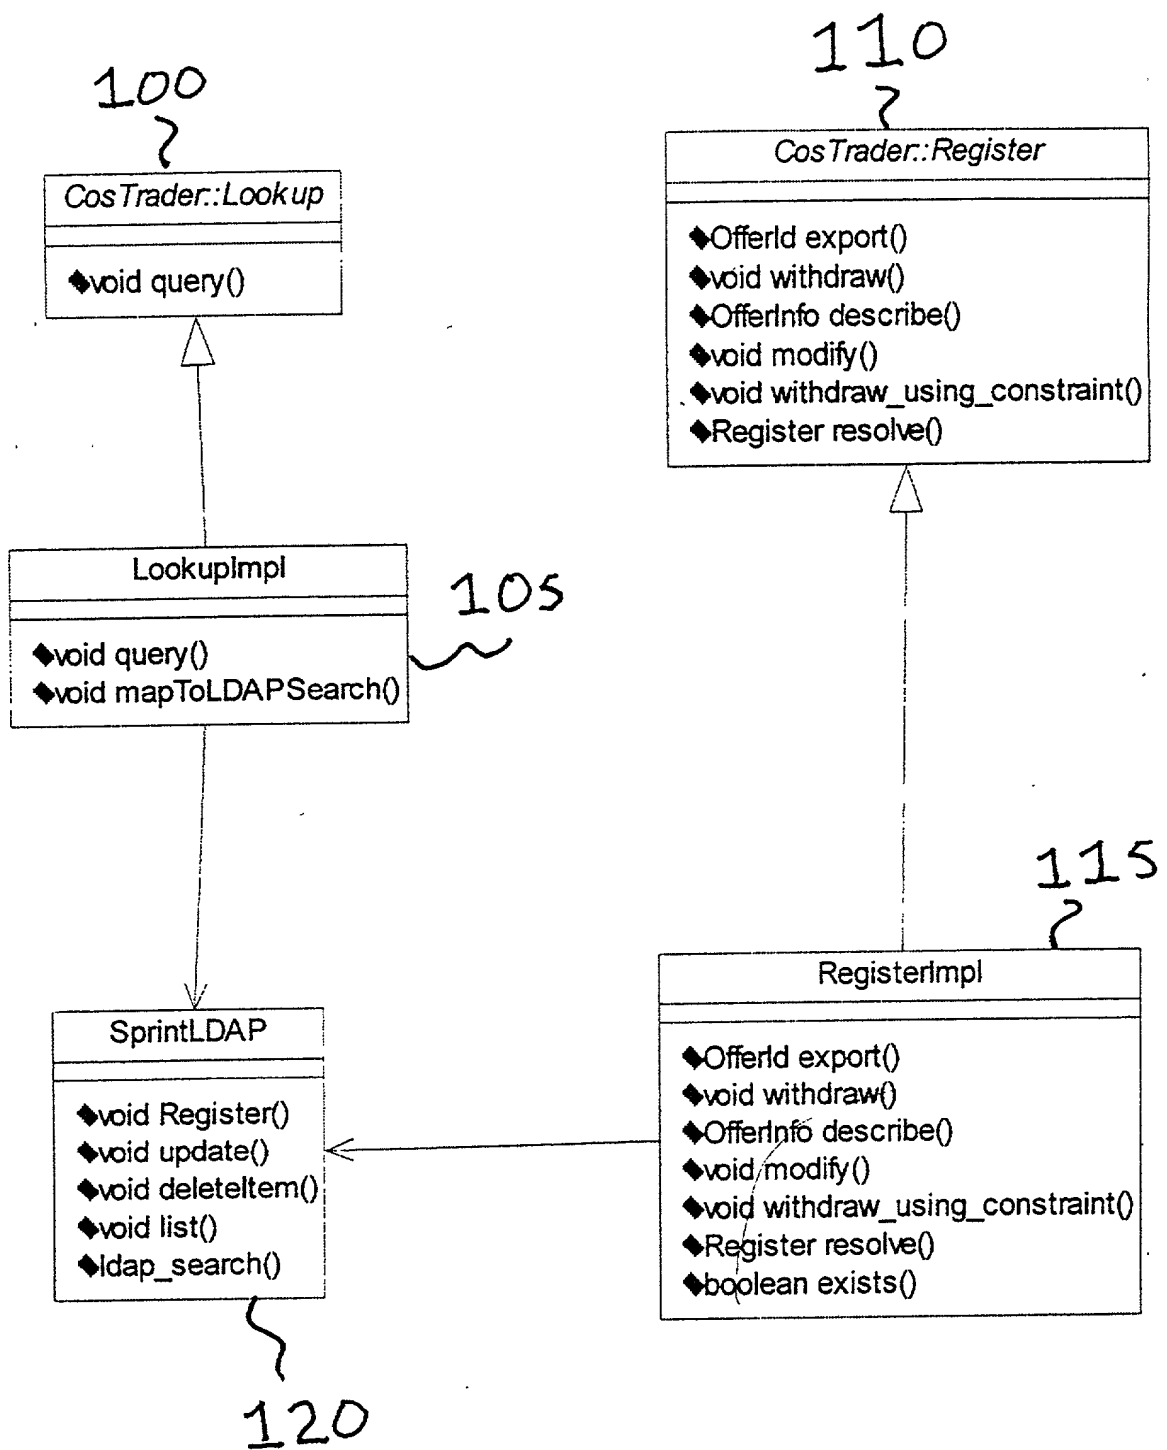 110
100
CosTrader::Register
CosTrader::Lookup
◆OfferId export()
◆void withdraw()
◆OfferInfo describe()
◆void modify()
◆void withdraw_using_constraint()
◆Register resolve()
◆void query()
LookupImpl
105
◆void query()
◆void mapToLDAPSearch()
115
RegisterImpl
◆OfferId export()
◆void withdraw()
◆OfferInfo describe()
◆void modify()
◆void withdraw_using_constraint()
◆Register resolve()
◆boolean exists()
SprintLDAP
◆void Register()
◆void update()
◆void deleteItem()
◆void list()
◆ldap_search()
120